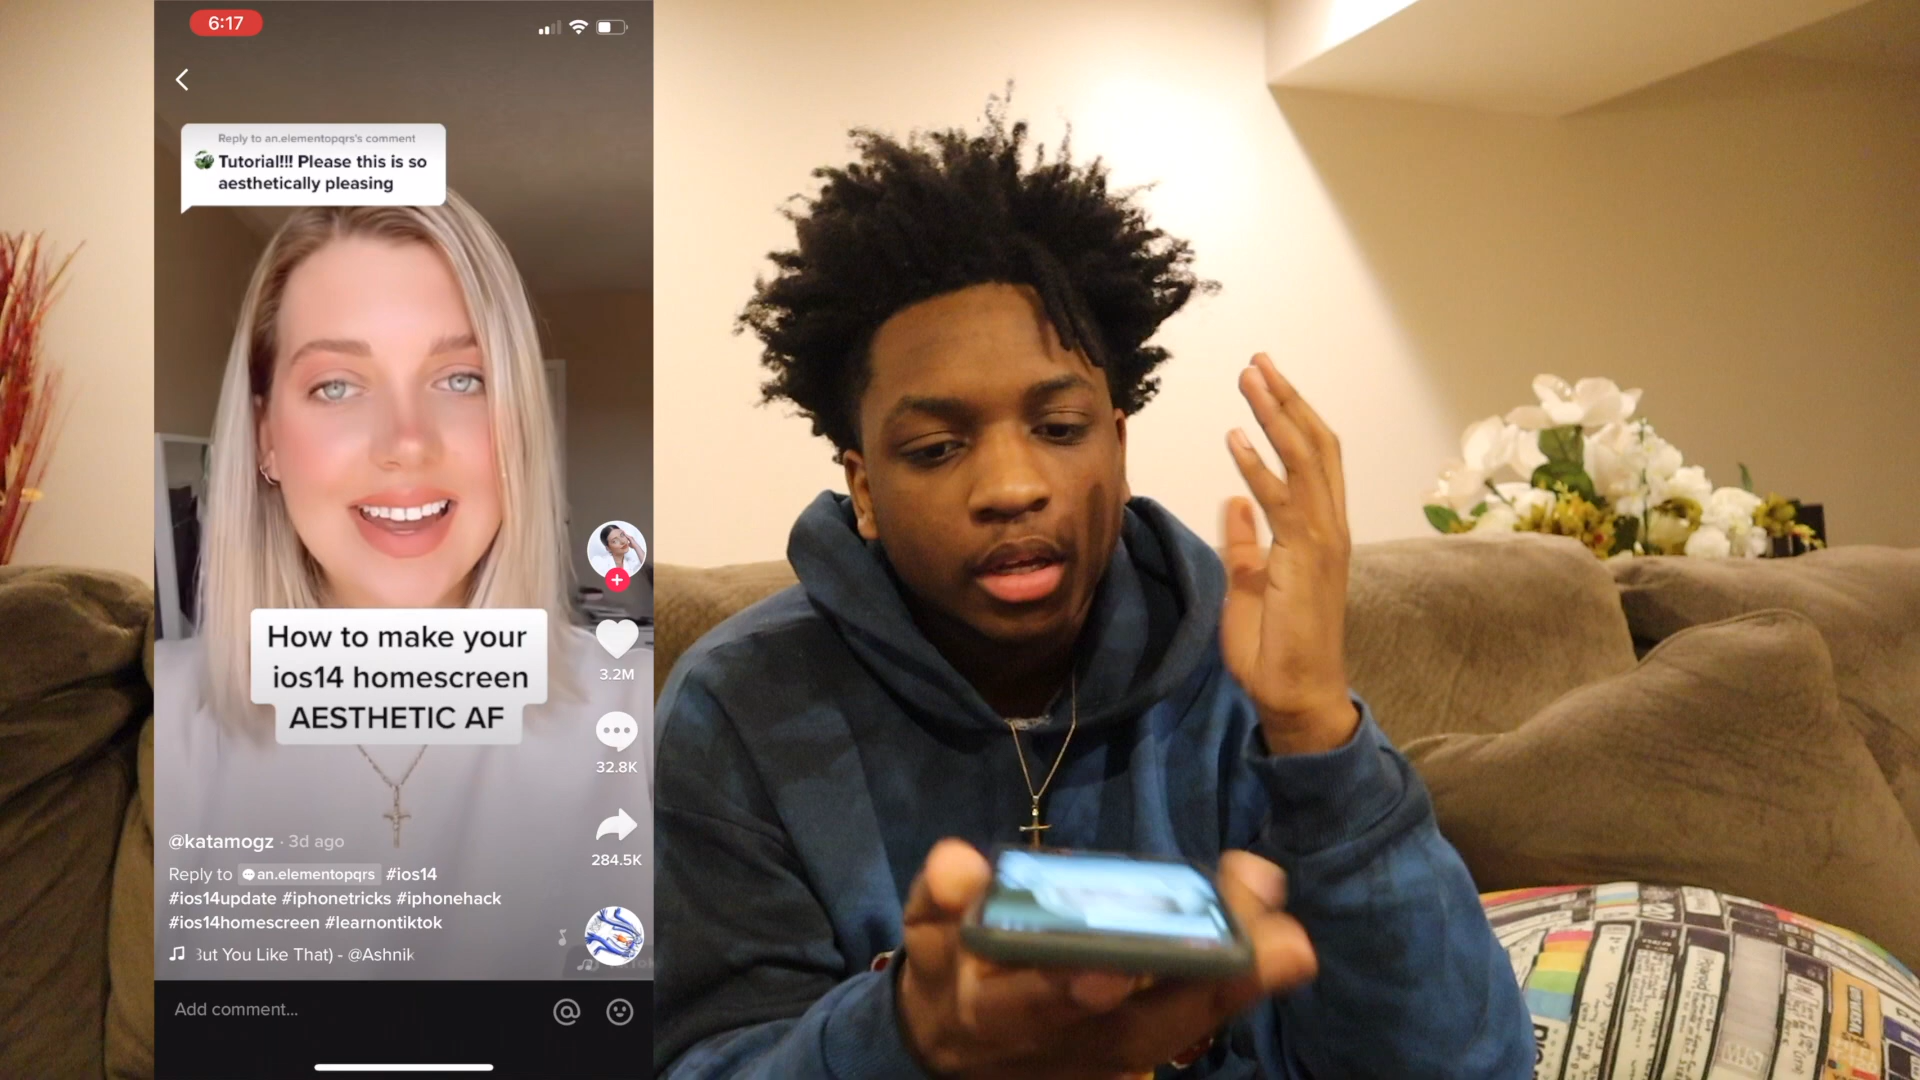 6:17
Reply to an.elementopqrs's comment
Tutorial!!! Please this is so
aesthetically pleasing
How to make your
ios14 homescreen
AESTHETIC AF
3.2M
32.8K
284.5K
@katamogz · 3d ago
Reply to an.elementopqrs #ios14
#ios14update #iphonetricks #iphonehack
#ios14homescreen #learnontiktok
But You Like That) - @Ashnik
Add comment...